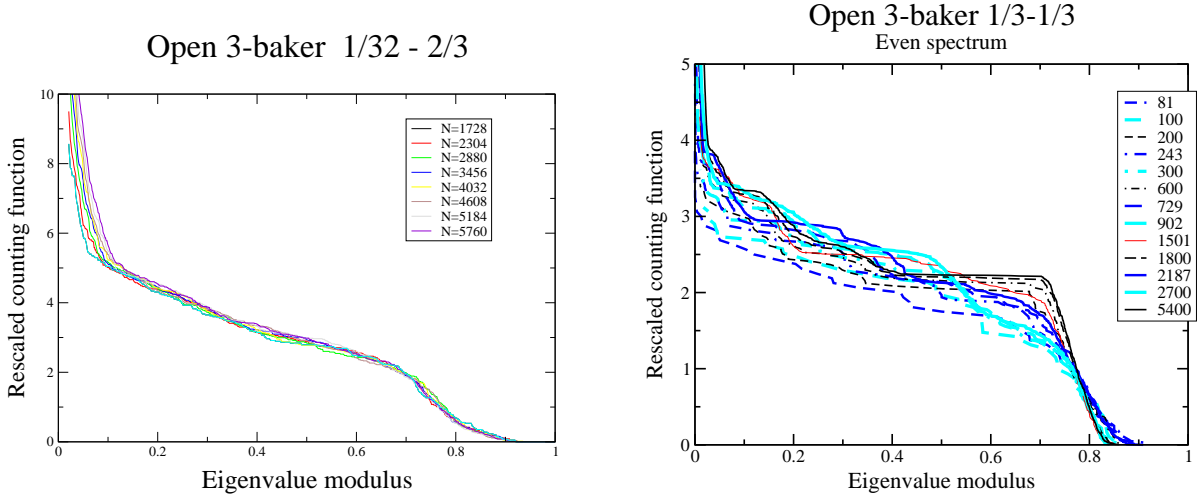 Open 3-baker 1/32 - 2/3
Rescaled counting function
10
8
6
4
2
0
0
0.2
0.4
0.6
0.8
1
Eigenvalue modulus
N=1728
N=2304
N=2880
N=3456
N=4032
N=4608
N=5184
N=5760
Open 3-baker 1/3-1/3
Even spectrum
Rescaled counting function
5
4
3
2
1
0
0
0.2
0.4
0.6
0.8
1
Eigenvalue modulus
81
100
200
243
300
600
729
902
1501
1800
2187
2700
5400